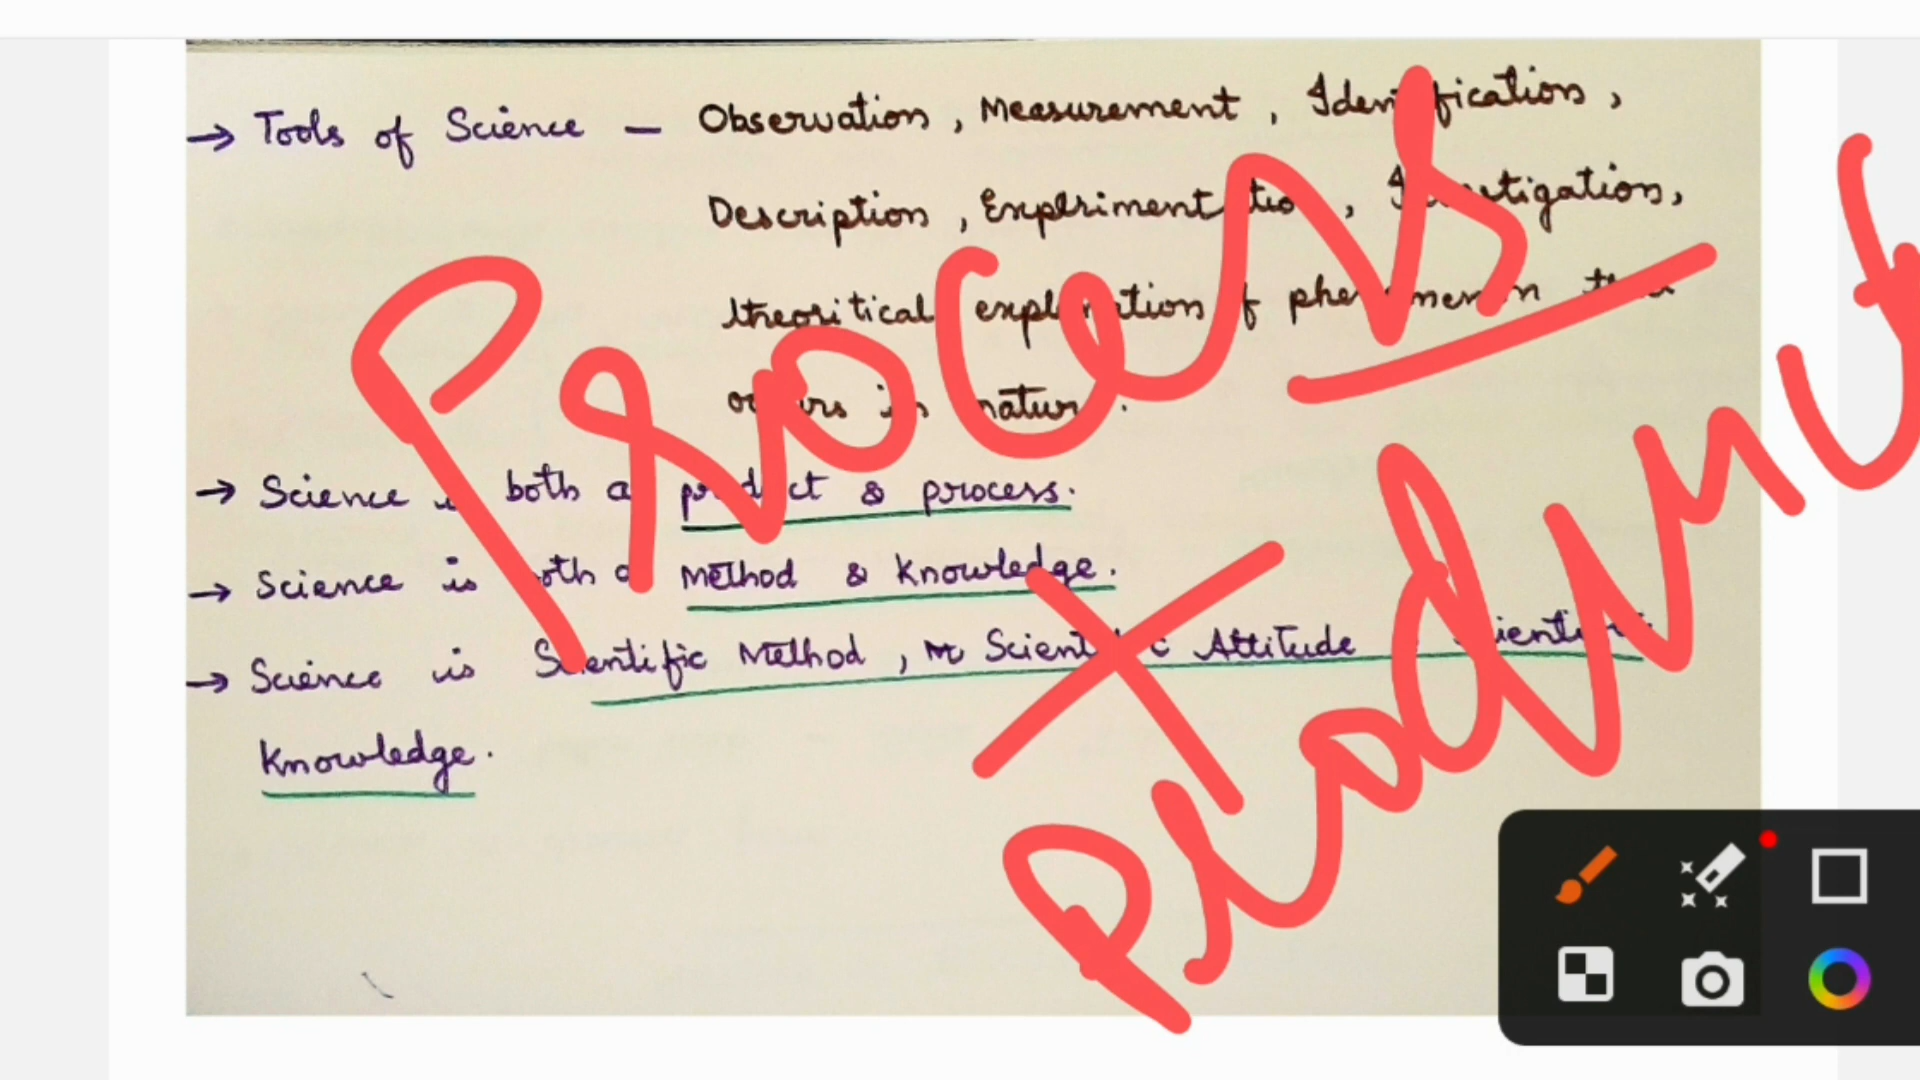 → Tools of Science — Observation, Measurement, Identification,
Description, Experimentation, Investigation,
theoritical explanation of phenomenon that
occurs in nature.
→ Science is both a product & process.
→ Science is both a method & knowledge.
→ Science is Scientific Method, Scientific Attitude, Scientific
Knowledge.
Process
+
Product